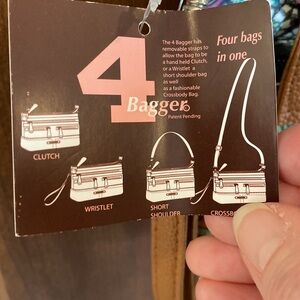 4
Bagger
Patent Pending
The 4 Bagger has
removable straps to
allow the bag to be
a hand held Clutch,
or a Wristlet a
short shoulder bag
as well
as a fashionable
Crossbody Bag.
Four bags
in one
CLUTCH
WRISTLET
SHORT
SHOULDER